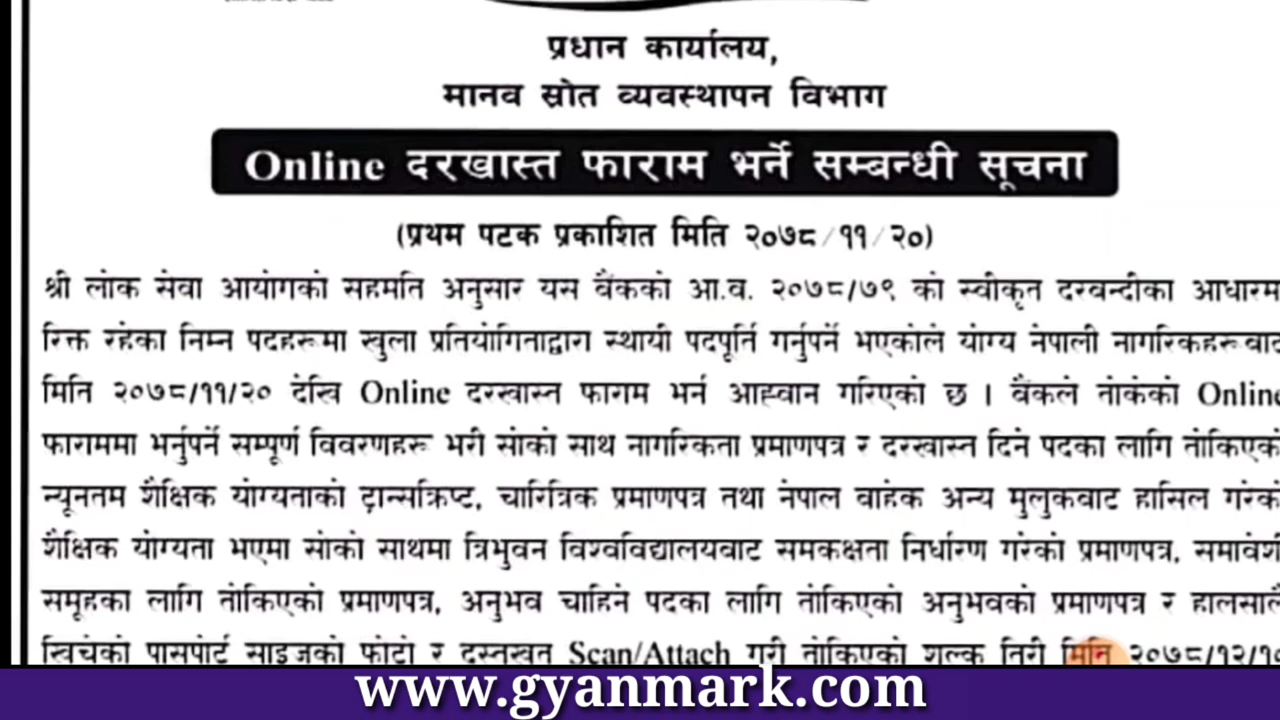 प्रधान कार्यालय,
मानव स्रोत व्यवस्थापन विभाग
Online दरखास्त फाराम भर्ने सम्बन्धी सूचना
(प्रथम पटक प्रकाशित मिति २०७८/११/२०)
श्री लोक सेवा आयोगको सहमति अनुसार यस बैंकको आ.व. २०७८/७९ को स्वीकृत दरवन्दीका आधारम
रिक्त रहेका निम्न पदहरूमा खुला प्रतियोगिताद्वारा स्थायी पदपूर्ति गर्नुपर्ने भएकोले योग्य नेपाली नागरिकहरूबाट
मिति २०७८/११/२० देखि Online दरखास्त फाराम भर्न आह्वान गरिएको छ । बैंकले तोकेको Online
फाराममा भर्नुपर्ने सम्पूर्ण विवरणहरू भरी सोको साथ नागरिकता प्रमाणपत्र र दरखास्त दिने पदका लागि तोकिएको
न्यूनतम शैक्षिक योग्यताको ट्रान्सक्रिप्ट, चारित्रिक प्रमाणपत्र तथा नेपाल बाहेक अन्य मुलुकबाट हासिल गरेको
शैक्षिक योग्यता भएमा सोको साथमा त्रिभुवन विश्वविद्यालयबाट समकक्षता निर्धारण गरेको प्रमाणपत्र, समावेशी
समूहका लागि तोकिएको प्रमाणपत्र, अनुभव चाहिने पदका लागि तोकिएको अनुभवको प्रमाणपत्र र हालसालै
खिचेको पासपोर्ट साइजको फोटो र दस्तखत Scan/Attach गरी तोकिएको शुल्क तिरी मिति २०७८/१२/१०
www.gyanmark.com